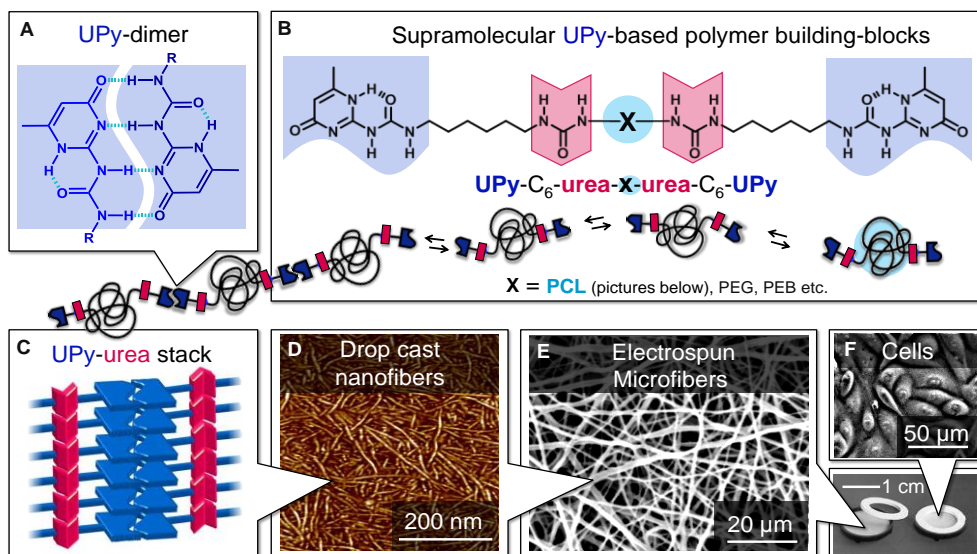 A
UPy-dimer
R
O
H
N
N
O
N
H
N
H
N
N
H
N
O
H
N
N
H
O
R
B
Supramolecular UPy-based polymer building-blocks
N
H
O
O
N
N
N
H
H
N
H
H
N
N
O
X
H
N
H
N
O
H
N
O
H
N
N
H
N
H
N
O
UPy-C6-urea-x-urea-C6-UPy
X = PCL (pictures below), PEG, PEB etc.
C
UPy-urea stack
D
Drop cast
nanofibers
200 nm
E
Electrospun
Microfibers
20 µm
F
Cells
50 µm
1 cm